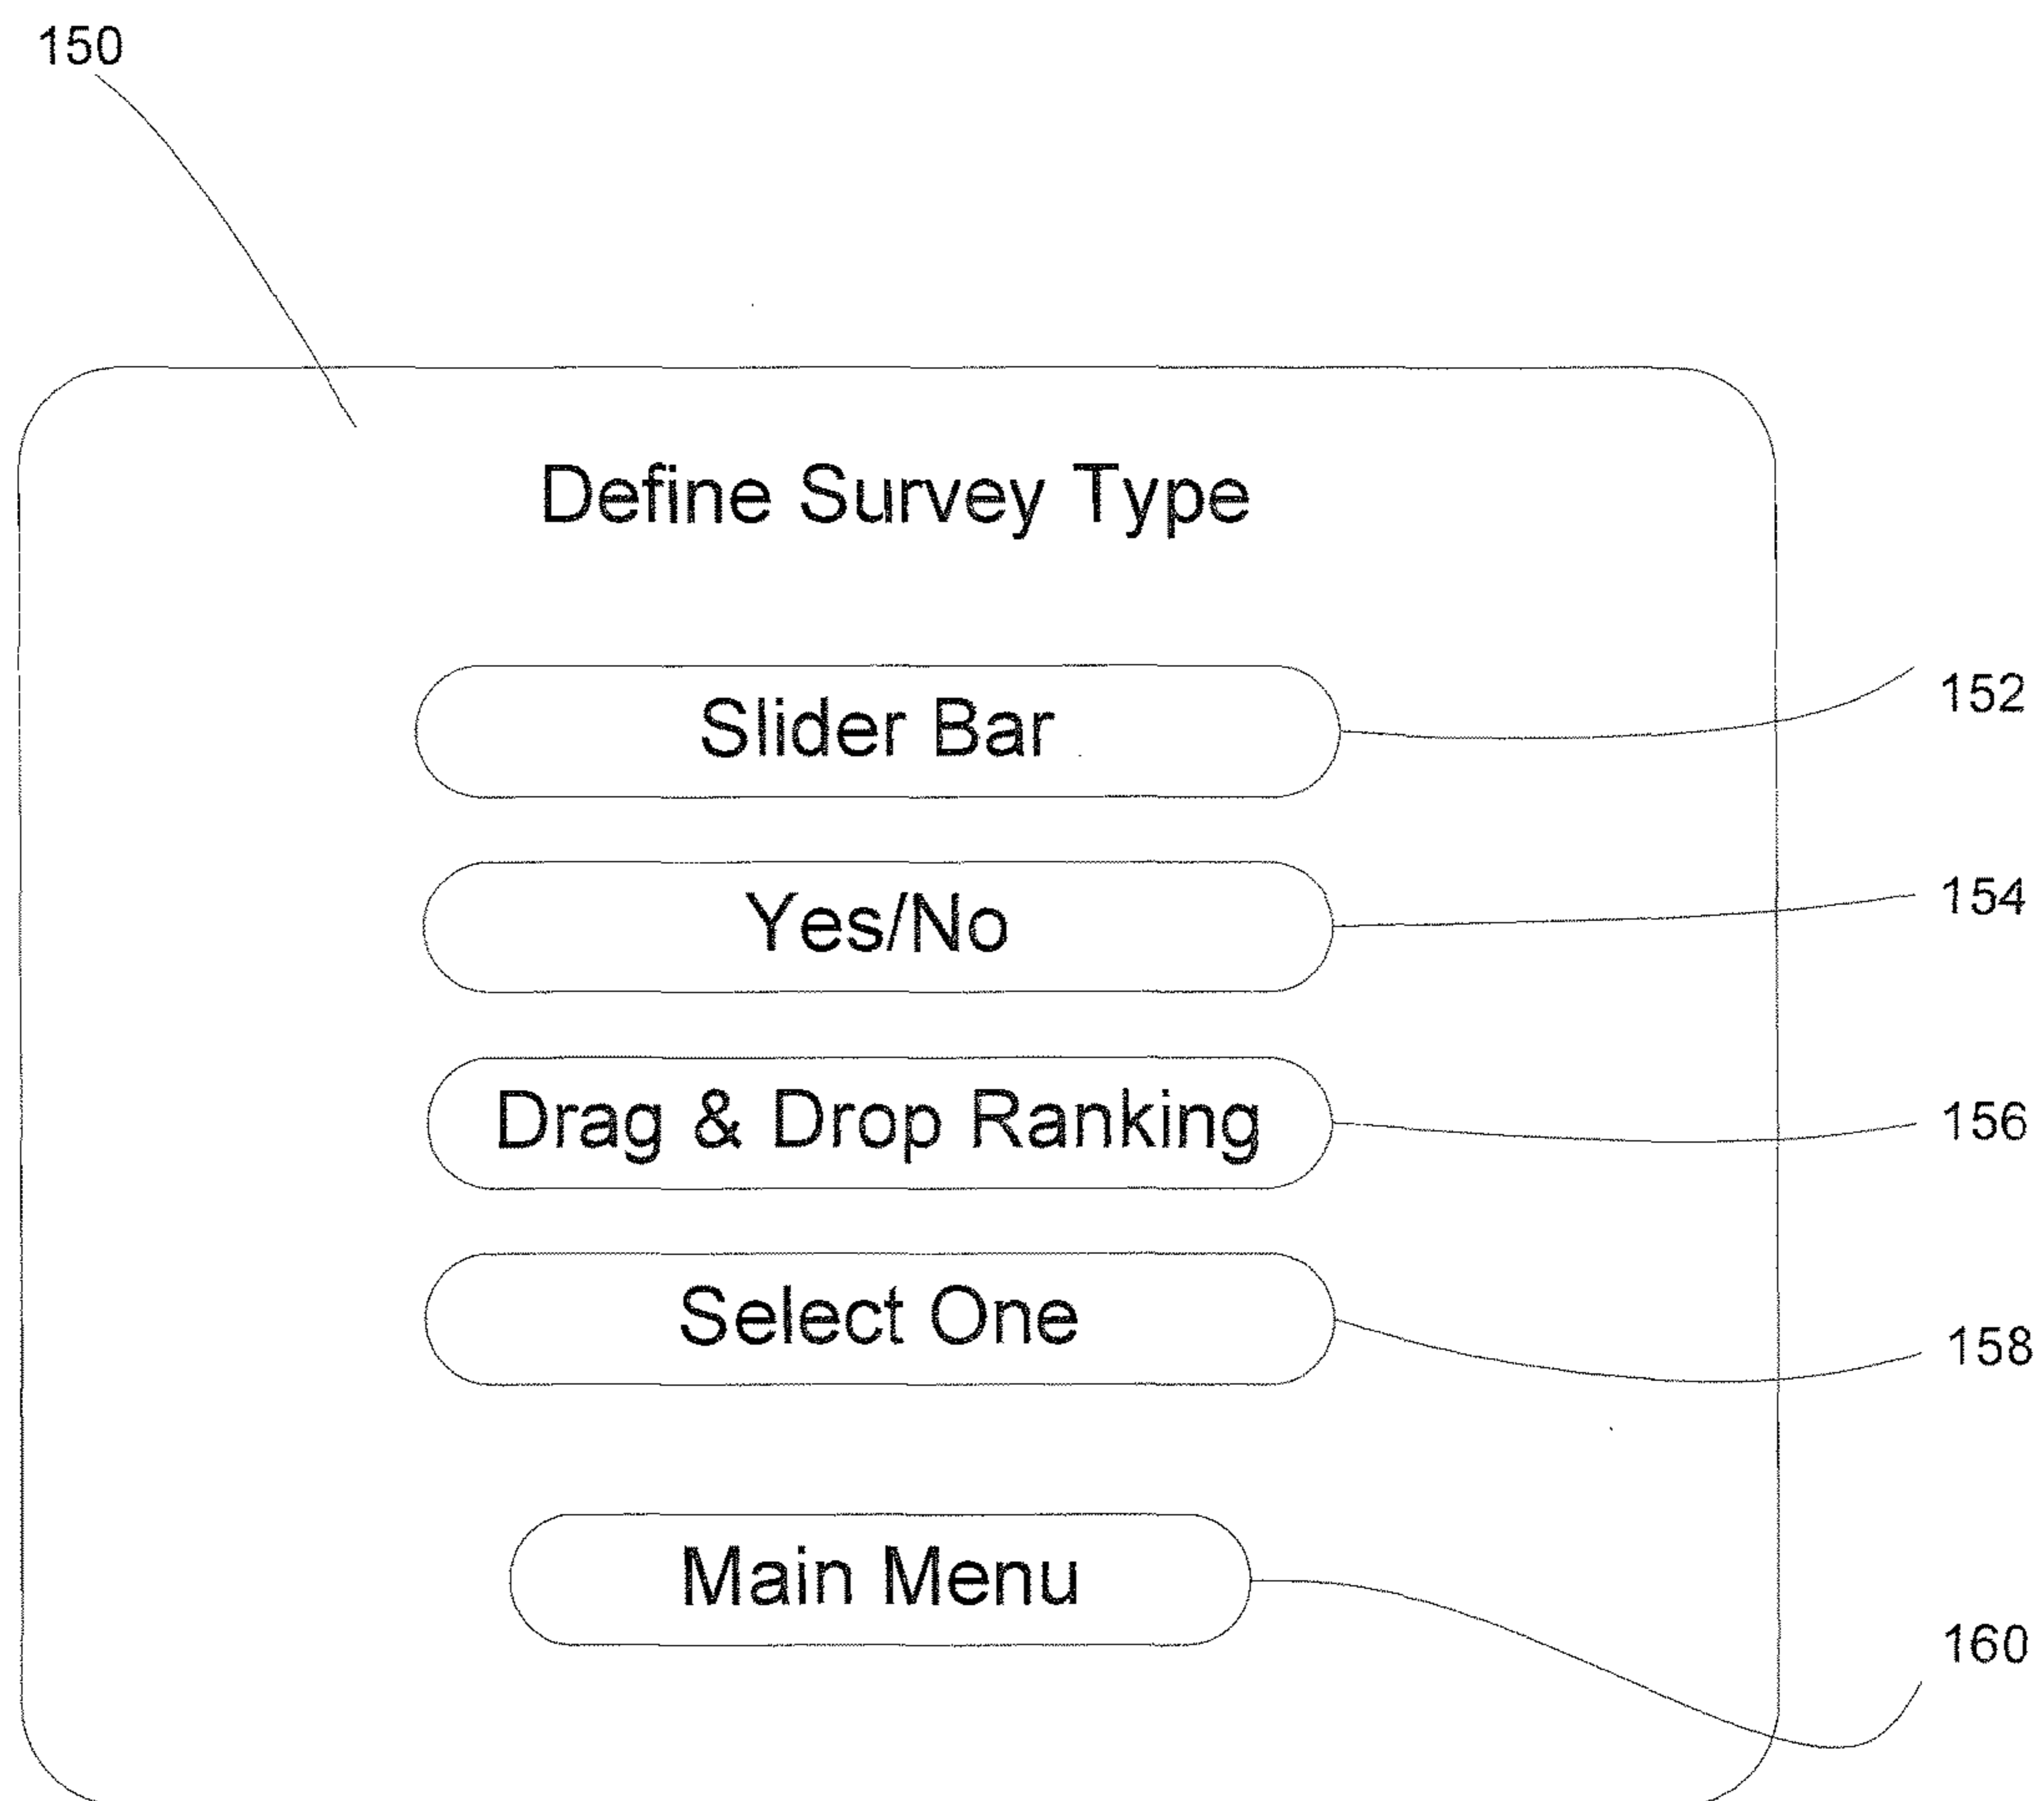 150
Define Survey Type
Slider Bar
152
Yes/No
154
Drag & Drop Ranking
156
Select One
158
Main Menu
160